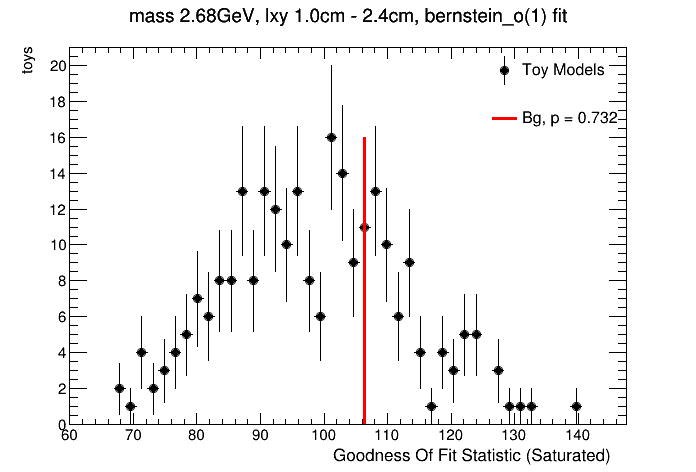 mass 2.68GeV, lxy 1.0cm - 2.4cm, bernstein_o(1) fit
toys
Toy Models
Bg, p = 0.732
20
18
16
14
12
10
8
6
4
2
0
60 70 80 90 100 110 120 130 140
Goodness Of Fit Statistic (Saturated)